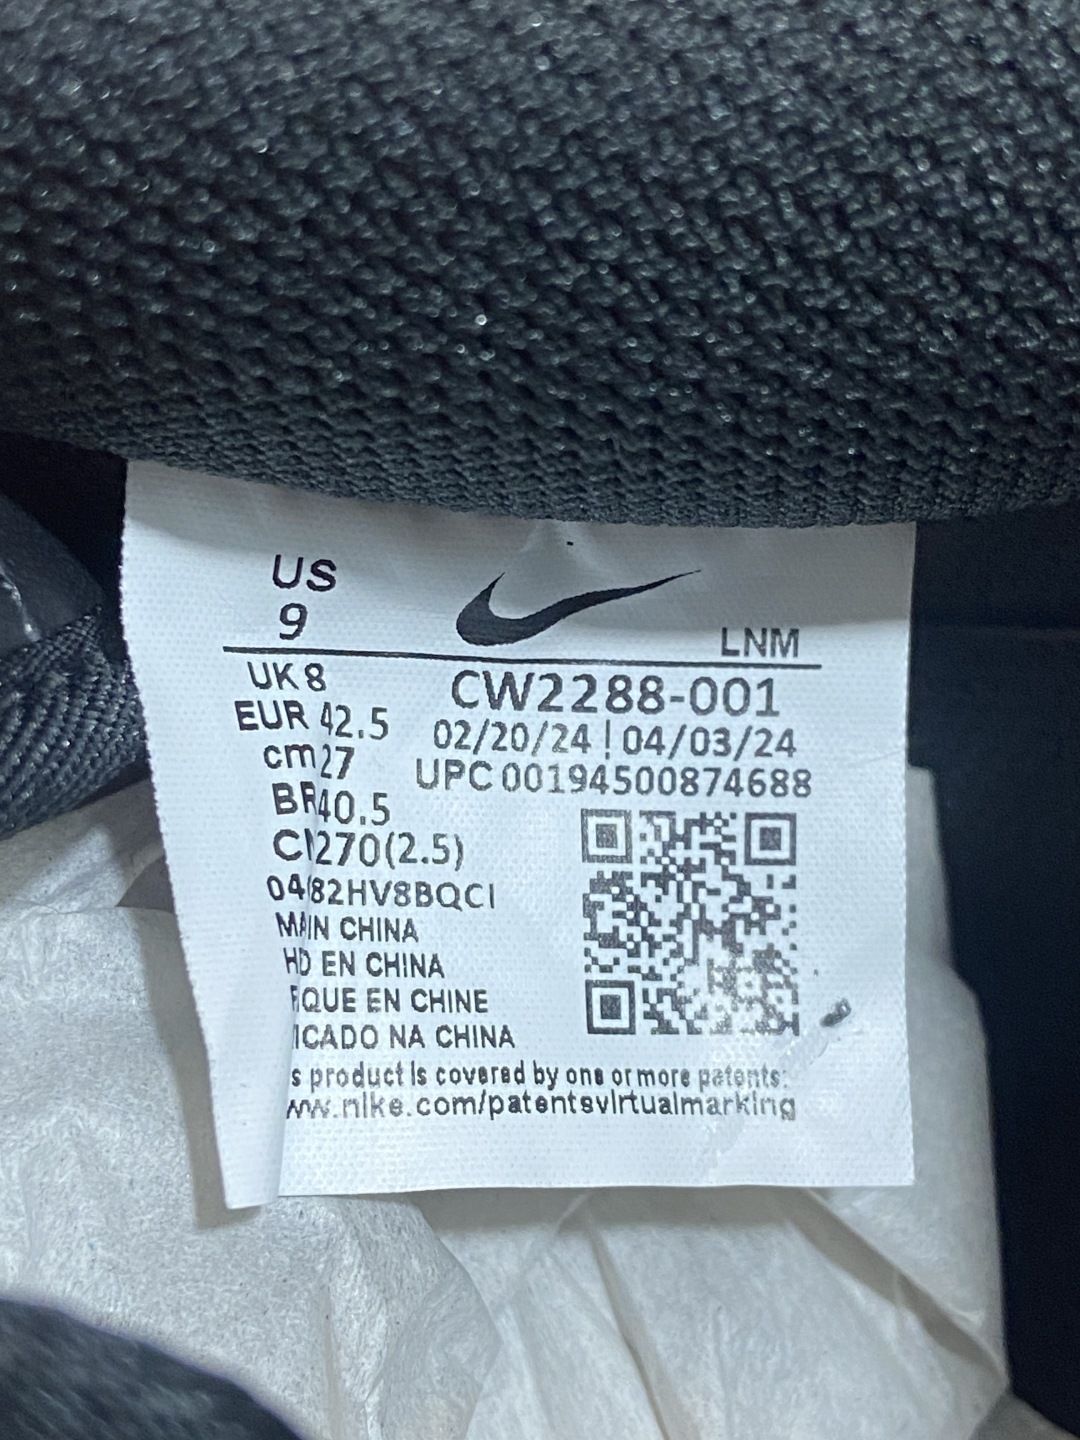 US
9
LNM
UK 8
CW2288-001
EUR 42.5
02/20/24 | 04/03/24
cm 27
UPC 00194500874688
BR 40.5
270(2.5)
82HV8BQCI
IN CHINA
EN CHINA
EN CHINE
NA CHINA
product is covered by one or more patents:
www.nike.com/patentsvirtualmarking